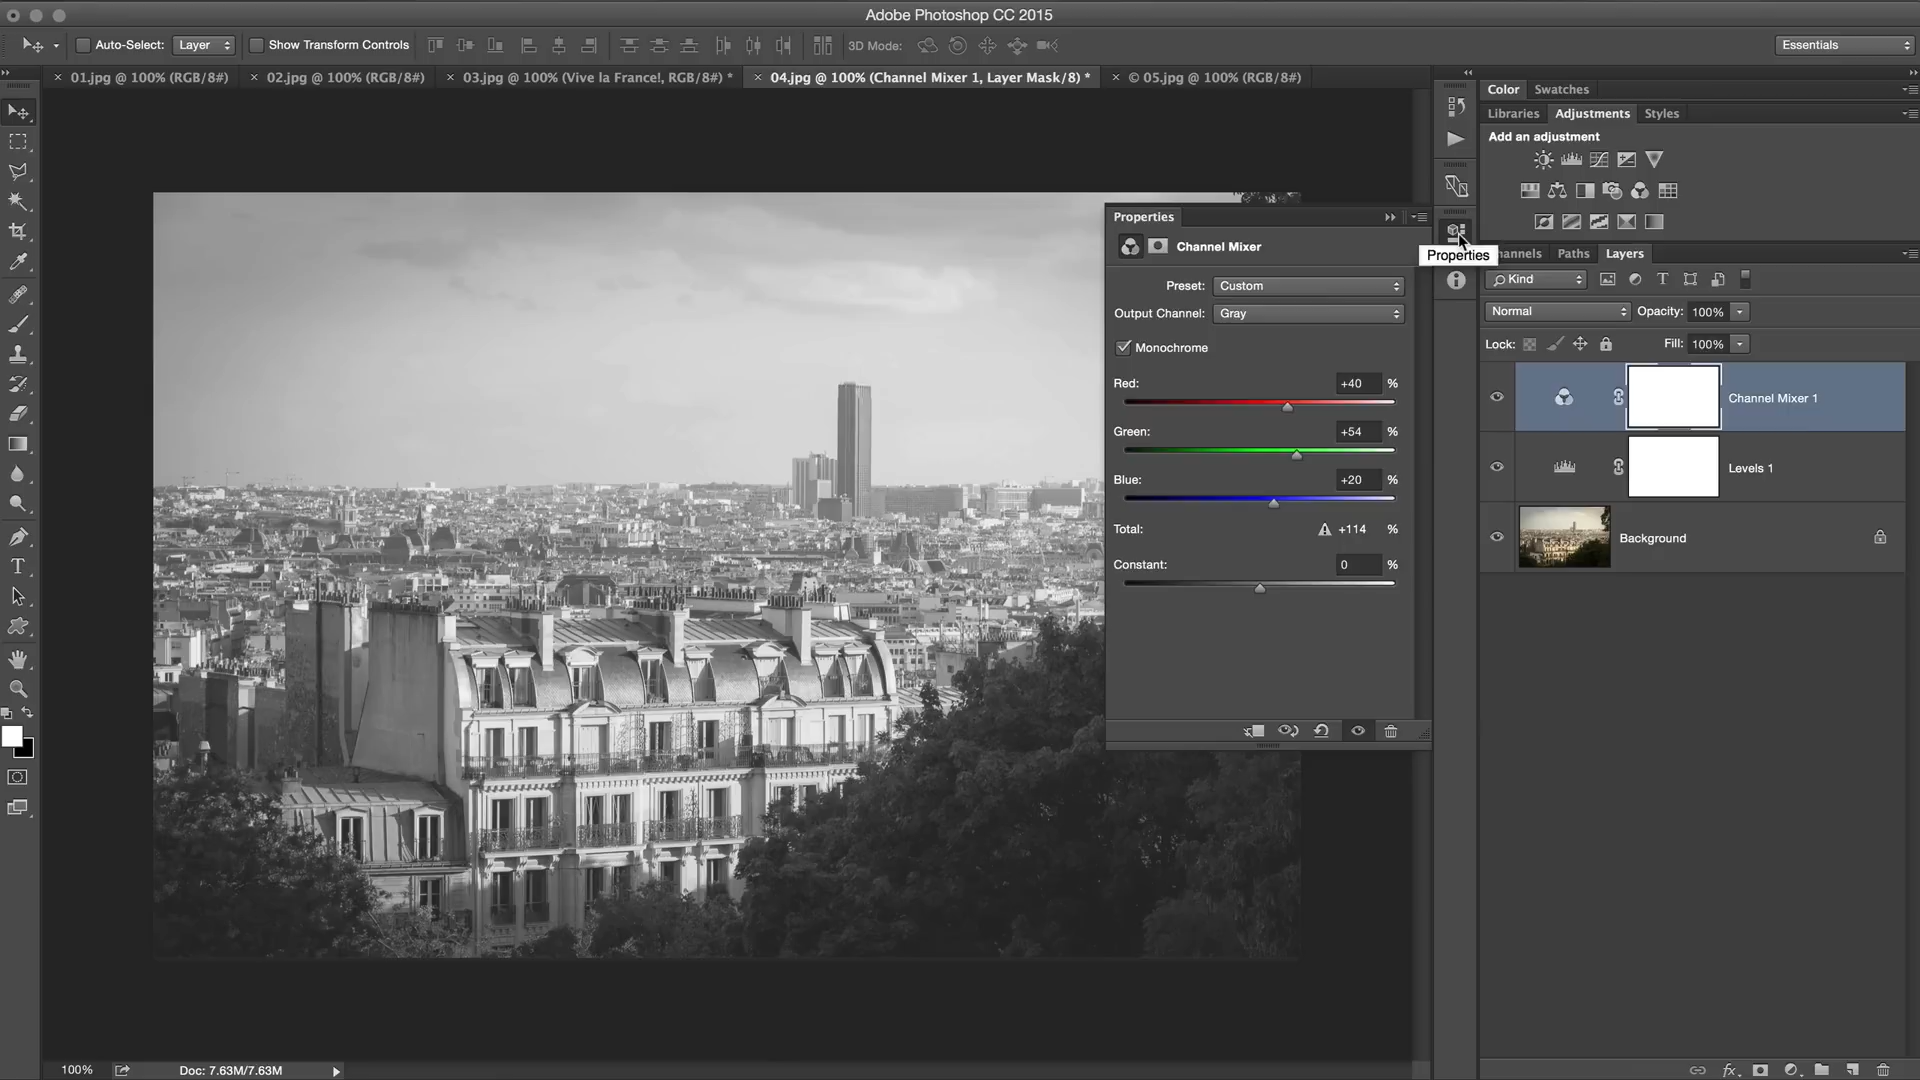 Adobe Photoshop CC 2015
Auto-Select: Layer Show Transform Controls 3D Mode: Essentials
01.jpg @ 100% (RGB/8#) 02.jpg @ 100% (RGB/8#) 03.jpg @ 100% (Vive la France!, RGB/8#) * 04.jpg @ 100% (Channel Mixer 1, Layer Mask/8) * © 05.jpg @ 100% (RGB/8#)
Color Swatches
Libraries Adjustments Styles
Add an adjustment
Properties
Channel Mixer
Properties
Paths Layers
Preset: Custom
Kind
Output Channel: Gray
Normal Opacity: 100%
Monochrome
Lock: Fill: 100%
Red: +40 %
Channel Mixer 1
Green: +54 %
Levels 1
Blue: +20 %
Total: +114 %
Background
Constant: 0 %
100% Doc: 7.63M/7.63M